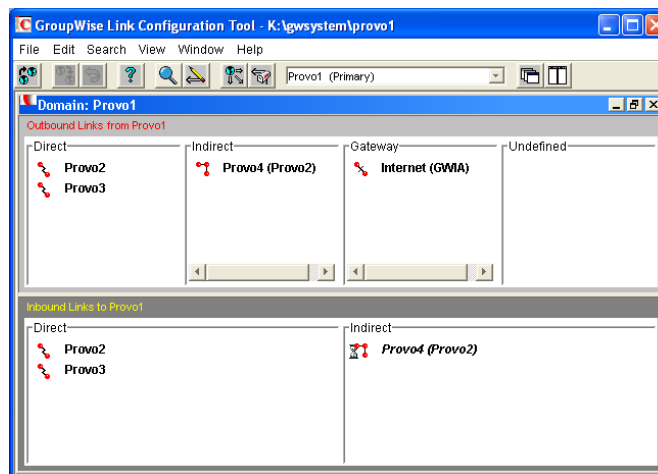 GroupWise Link Configuration Tool - K:\gwsystem\provo1
File Edit Search View Window Help
Provo1 (Primary)
Domain: Provo1
Outbound Links from Provo1
Direct Indirect Gateway Undefined
Provo2 Provo4 (Provo2) Internet (GWIA)
Provo3
Inbound Links to Provo1
Direct Indirect
Provo2 Provo4 (Provo2)
Provo3